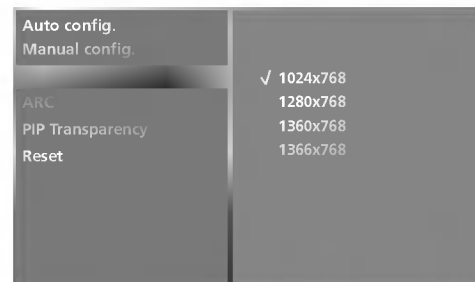 Auto config.
Manual config.
ARC
PIP Transparency
Reset
√ 1024x768
1280x768
1360x768
1366x768